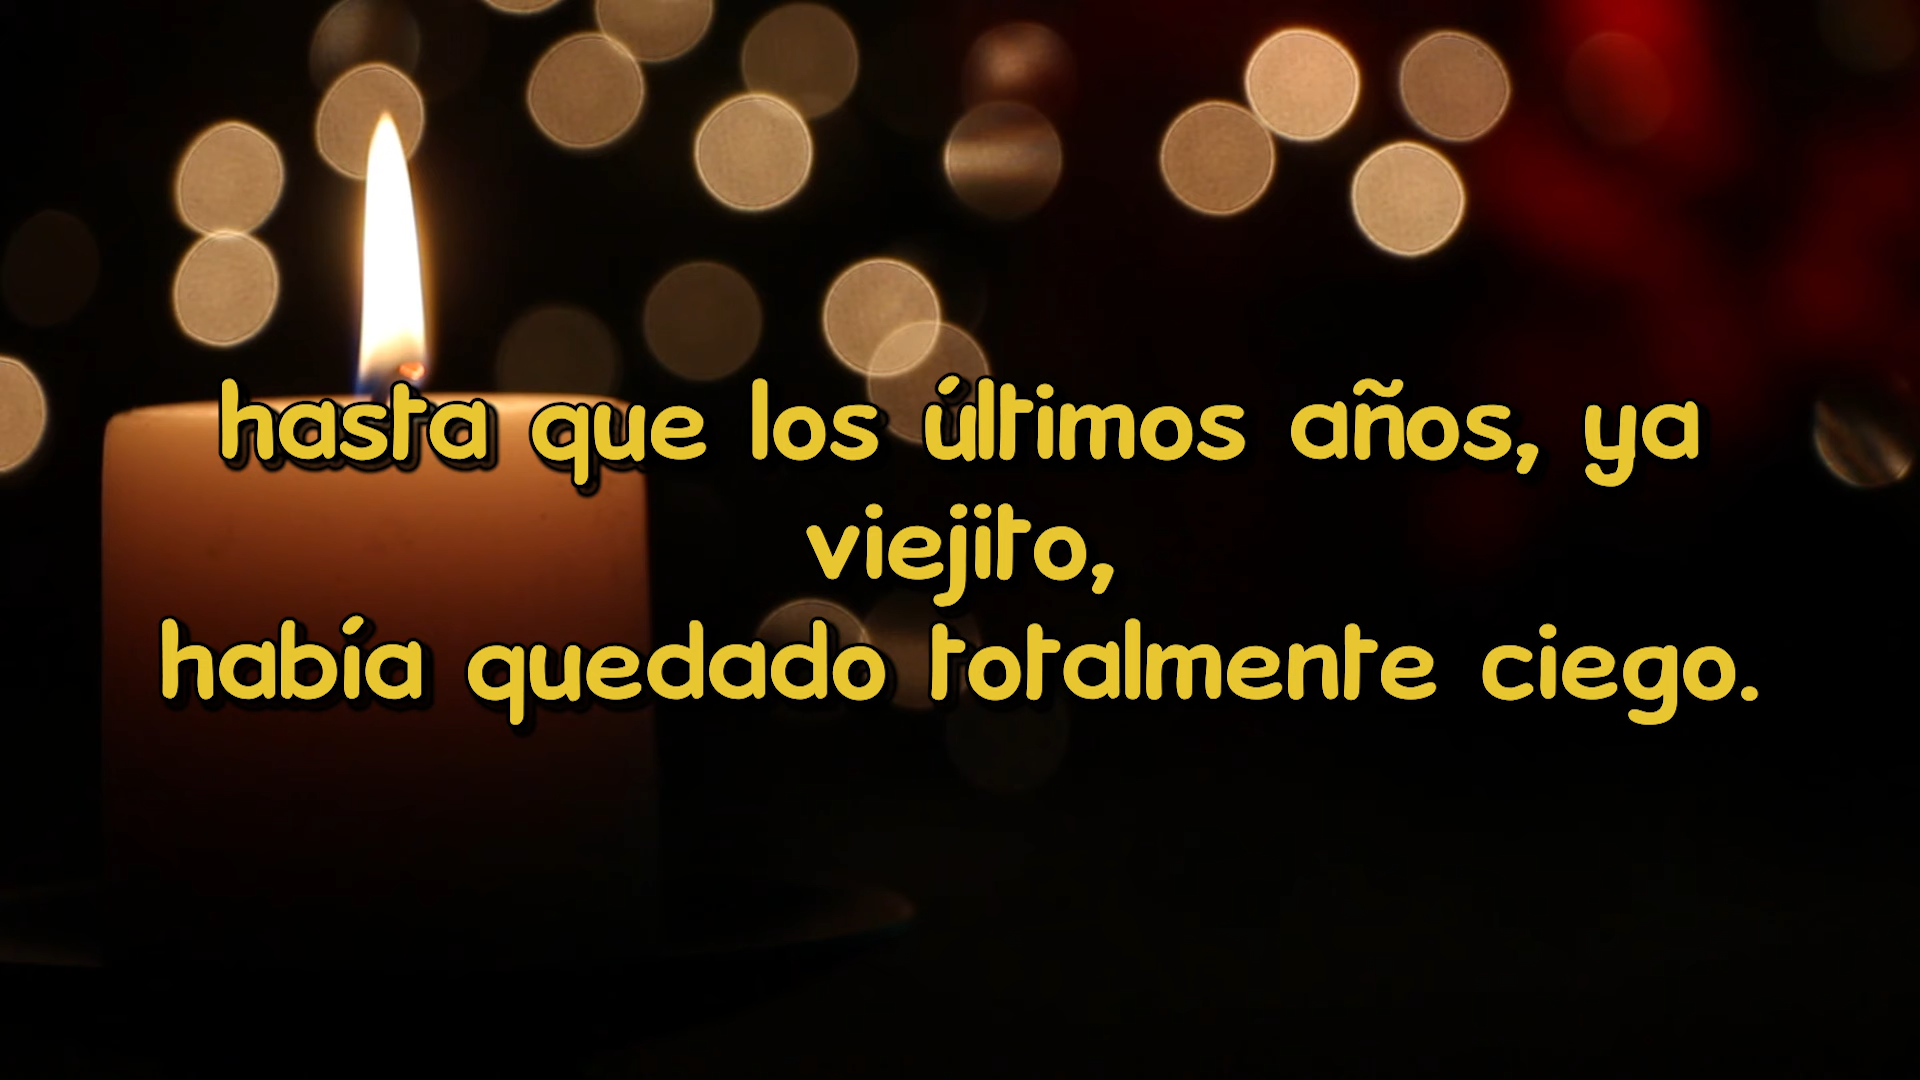 hasta que los últimos años, ya
viejito,
había quedado totalmente ciego.